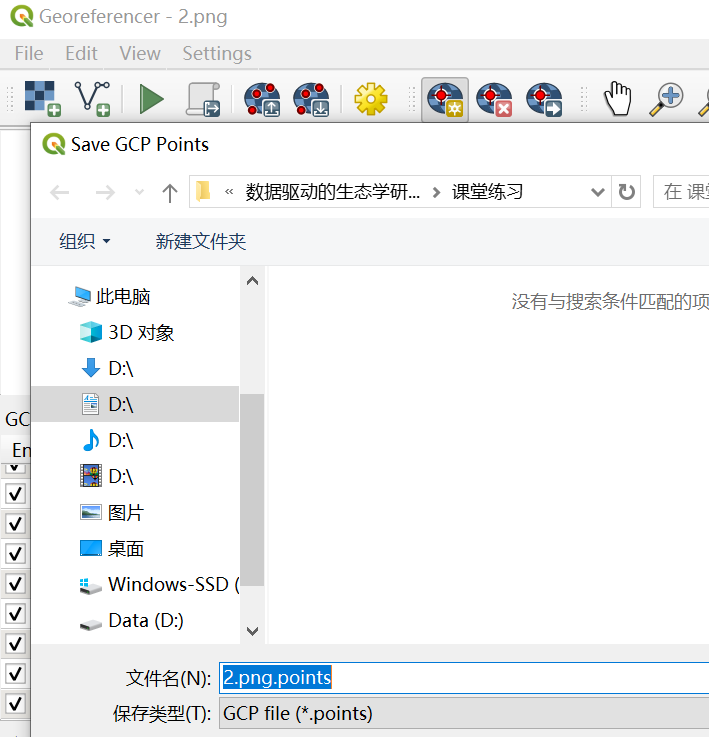 Georeferencer - 2.png
File Edit View Settings
Save GCP Points
« 数据驱动的生态学研... 课堂练习
在 课
组织 新建文件夹
没有与搜索条件匹配的项
此电脑
3D 对象
D:\
D:\
D:\
D:\
图片
桌面
Windows-SSD (
Data (D:)
GC
En
文件名(N): 2.png.points
保存类型(T): GCP file (*.points)